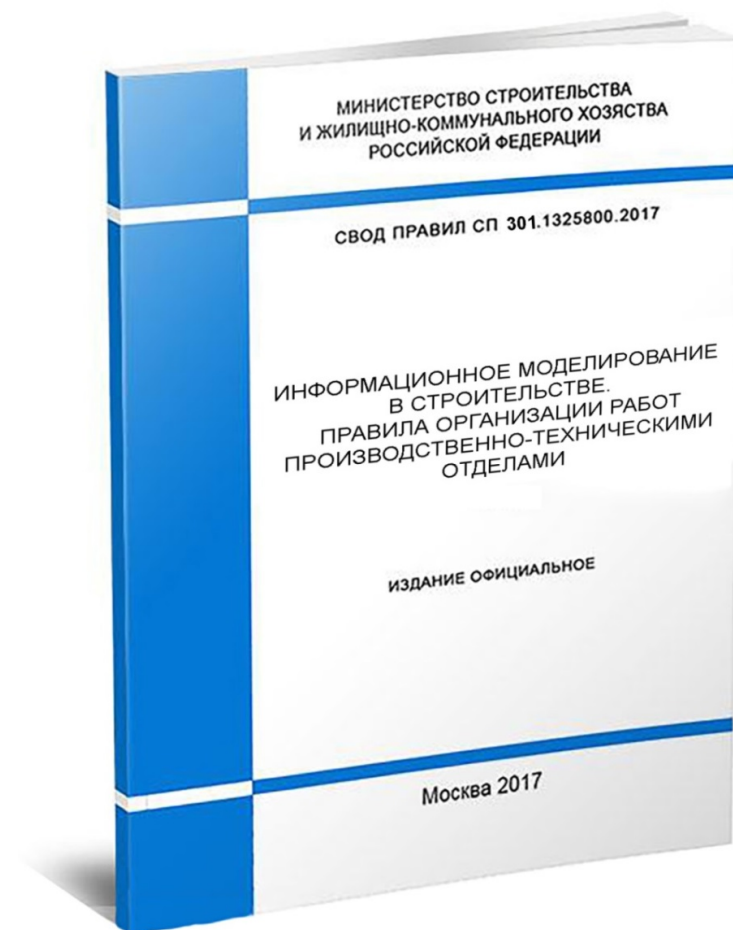 МИНИСТЕРСТВО СТРОИТЕЛЬСТВА
И ЖИЛИЩНО-КОММУНАЛЬНОГО ХОЗЯСТВА
РОССИЙСКОЙ ФЕДЕРАЦИИ
СВОД ПРАВИЛ СП 301.1325800.2017
ИНФОРМАЦИОННОЕ МОДЕЛИРОВАНИЕ
В СТРОИТЕЛЬСТВЕ.
ПРАВИЛА ОРГАНИЗАЦИИ РАБОТ
ПРОИЗВОДСТВЕННО-ТЕХНИЧЕСКИМИ
ОТДЕЛАМИ
ИЗДАНИЕ ОФИЦИАЛЬНОЕ
Москва 2017